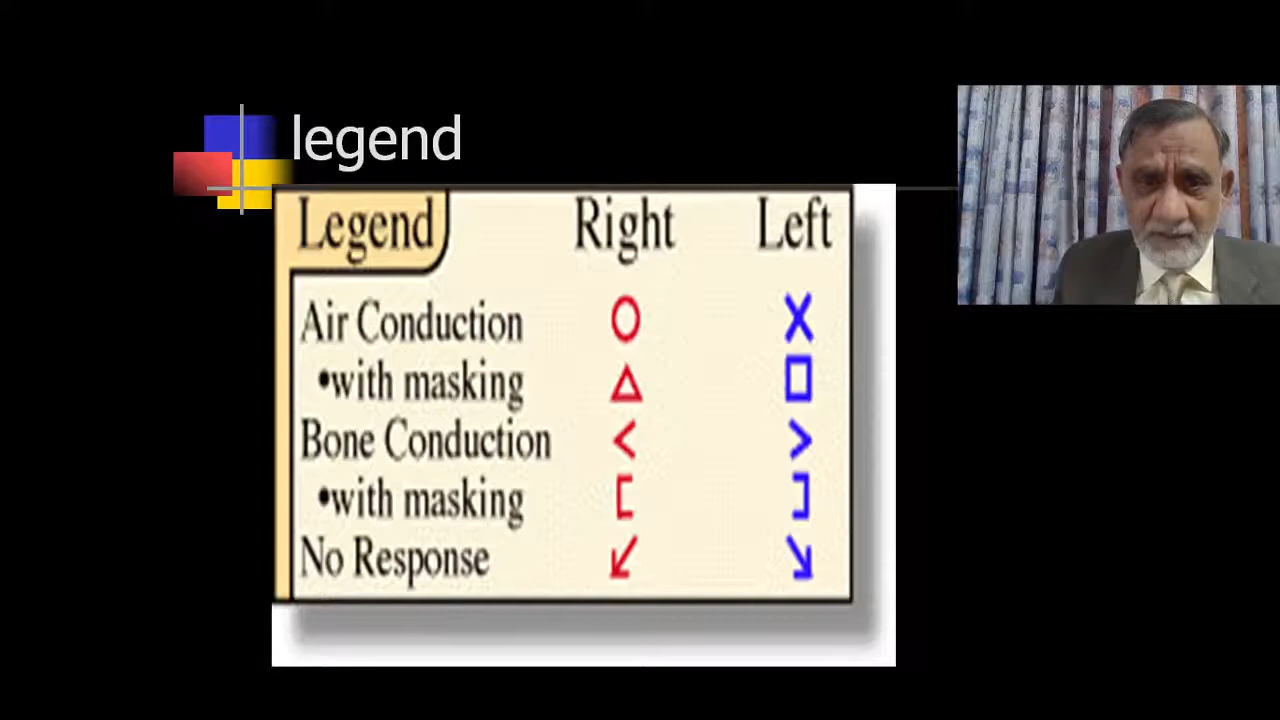 legend
Legend Right Left
Air Conduction O X
•with masking △ □
Bone Conduction < >
•with masking [ ]
No Response ↙ ↘